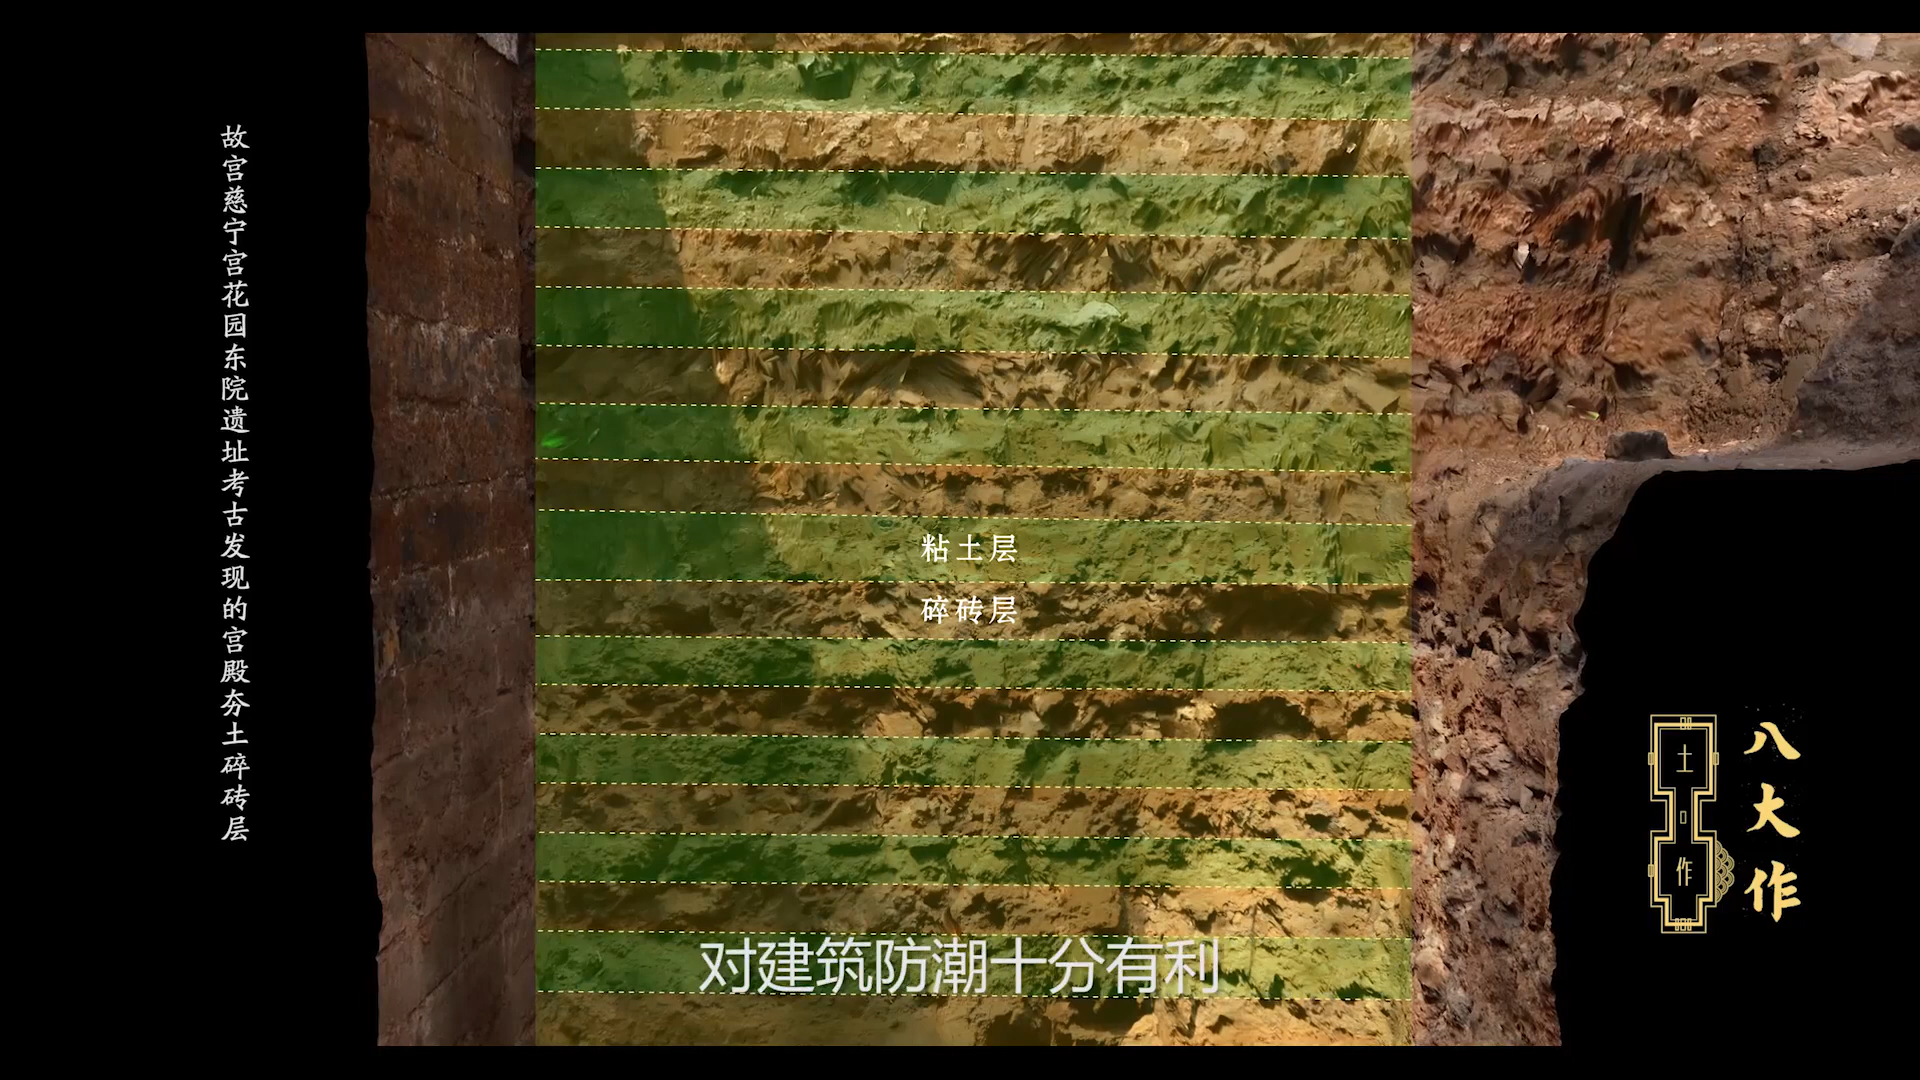 故宫慈宁宫花园东院遗址考古发现的宫殿夯土碎砖层
粘土层
碎砖层
对建筑防潮十分有利
八大作
土作